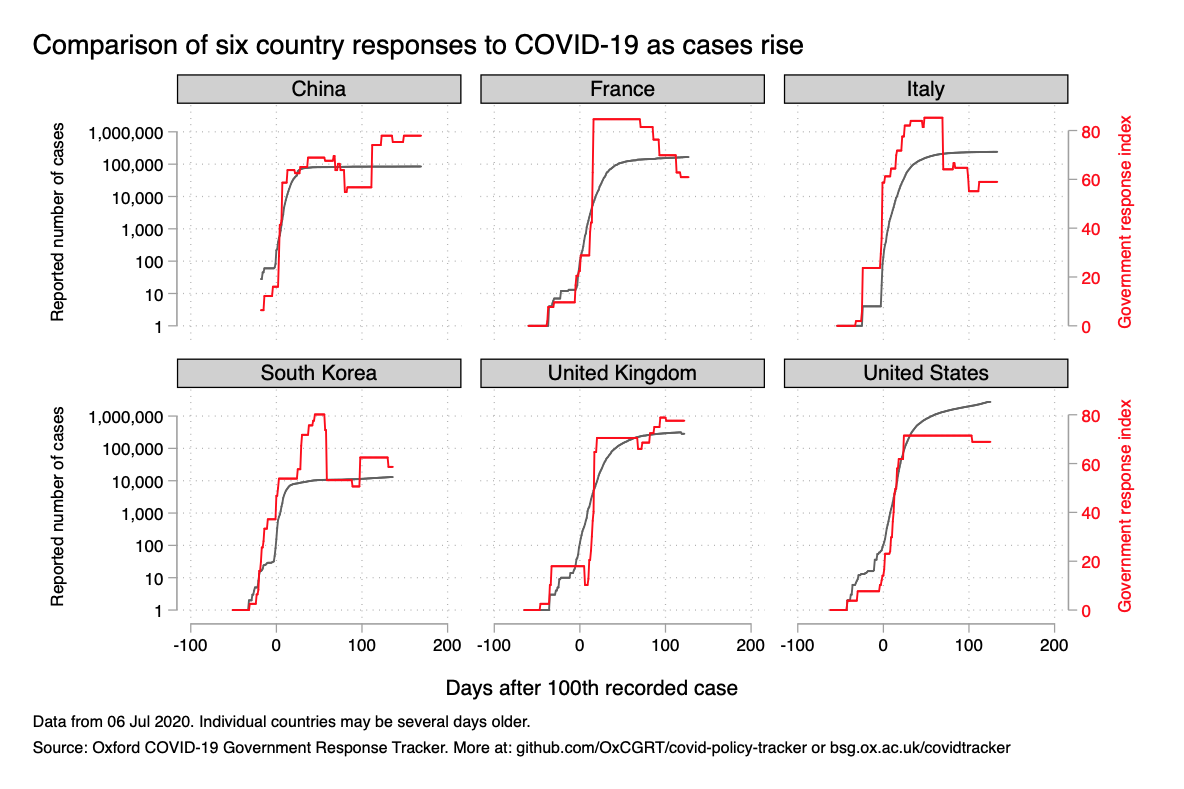 Comparison of six country responses to COVID-19 as cases rise
China
France
Italy
Reported number of cases
1,000,000
100,000
10,000
1,000
100
10
1
80
60
40
20
0
Government response index
South Korea
United Kingdom
United States
Reported number of cases
1,000,000
100,000
10,000
1,000
100
10
1
80
60
40
20
0
Government response index
-100 0 100 200 -100 0 100 200 -100 0 100 200
Days after 100th recorded case
Data from 06 Jul 2020. Individual countries may be several days older.
Source: Oxford COVID-19 Government Response Tracker. More at: github.com/OxCGRT/covid-policy-tracker or bsg.ox.ac.uk/covidtracker